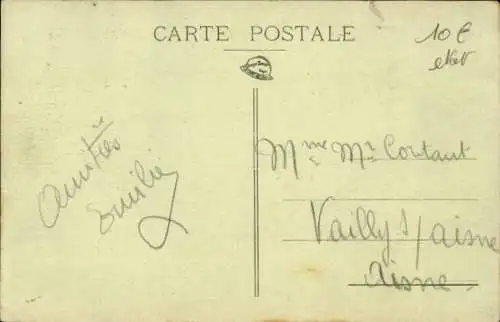 CARTE POSTALE
10 €
Amitiés
Emilie
Mme Mr Coutant
Vailly s/aisne
Aisne